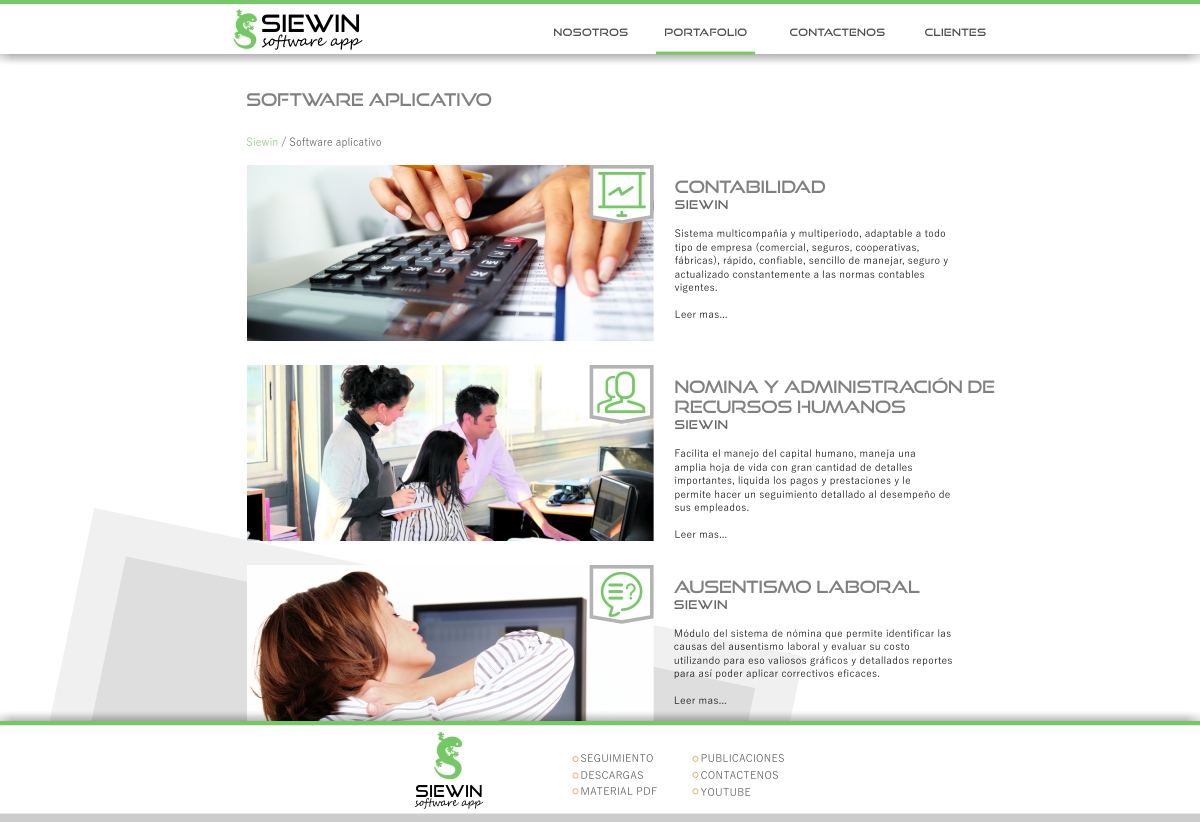 SIEWIN
software app
NOSOTROS PORTAFOLIO CONTACTENOS CLIENTES
SOFTWARE APLICATIVO
Siewin / Software aplicativo
CONTABILIDAD
SIEWIN
Sistema multicompañia y multiperiodo, adaptable a todo
tipo de empresa (comercial, seguros, cooperativas,
fábricas), rápido, confiable, sencillo de manejar, seguro y
actualizado constantemente a las normas contables
vigentes.
Leer mas...
NOMINA Y ADMINISTRACIÓN DE
RECURSOS HUMANOS
SIEWIN
Facilita el manejo del capital humano, maneja una
amplia hoja de vida con gran cantidad de detalles
importantes, liquida los pagos y prestaciones y le
permite hacer un seguimiento detallado al desempeño de
sus empleados.
Leer mas...
AUSENTISMO LABORAL
SIEWIN
Módulo del sistema de nómina que permite identificar las
causas del ausentismo laboral y evaluar su costo
utilizando para eso valiosos gráficos y detallados reportes
para así poder aplicar correctivos eficaces.
Leer mas...
SIEWIN
software app
SEGUIMIENTO
DESCARGAS
MATERIAL PDF
PUBLICACIONES
CONTACTENOS
YOUTUBE